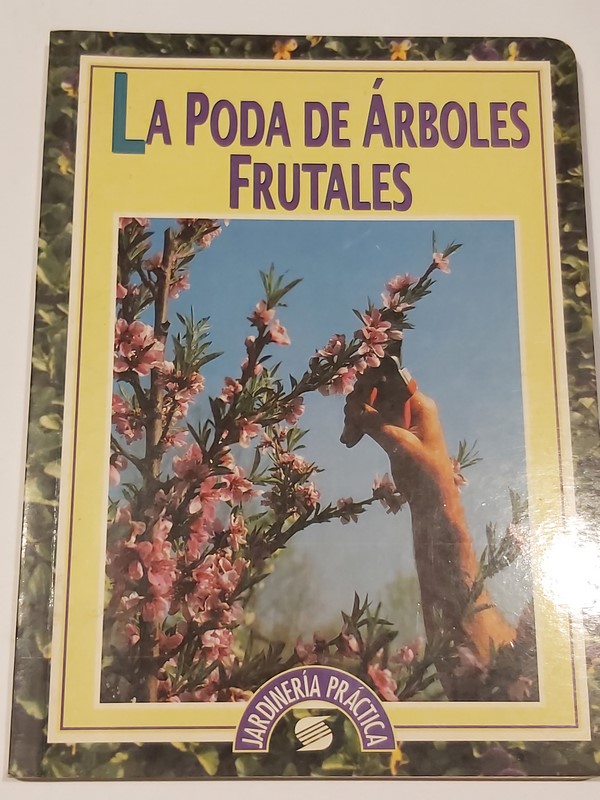 LA PODA DE ÁRBOLES
FRUTALES
JARDINERÍA PRÁCTICA